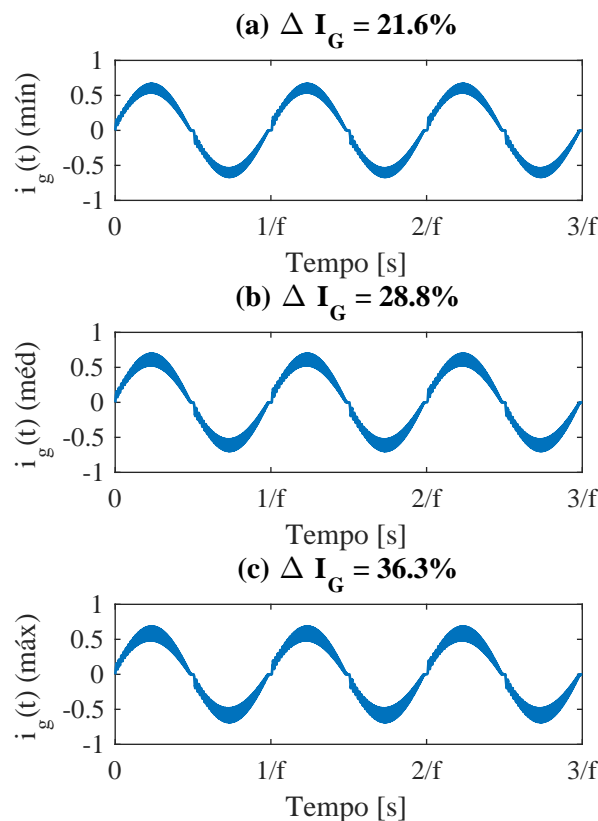 (a) Δ I_G = 21.6%
1
0.5
0
-0.5
-1
i_g(t) (mín)
0 1/f 2/f 3/f
Tempo [s]
(b) Δ I_G = 28.8%
1
0.5
0
-0.5
-1
i_g(t) (méd)
0 1/f 2/f 3/f
Tempo [s]
(c) Δ I_G = 36.3%
1
0.5
0
-0.5
-1
i_g(t) (máx)
0 1/f 2/f 3/f
Tempo [s]